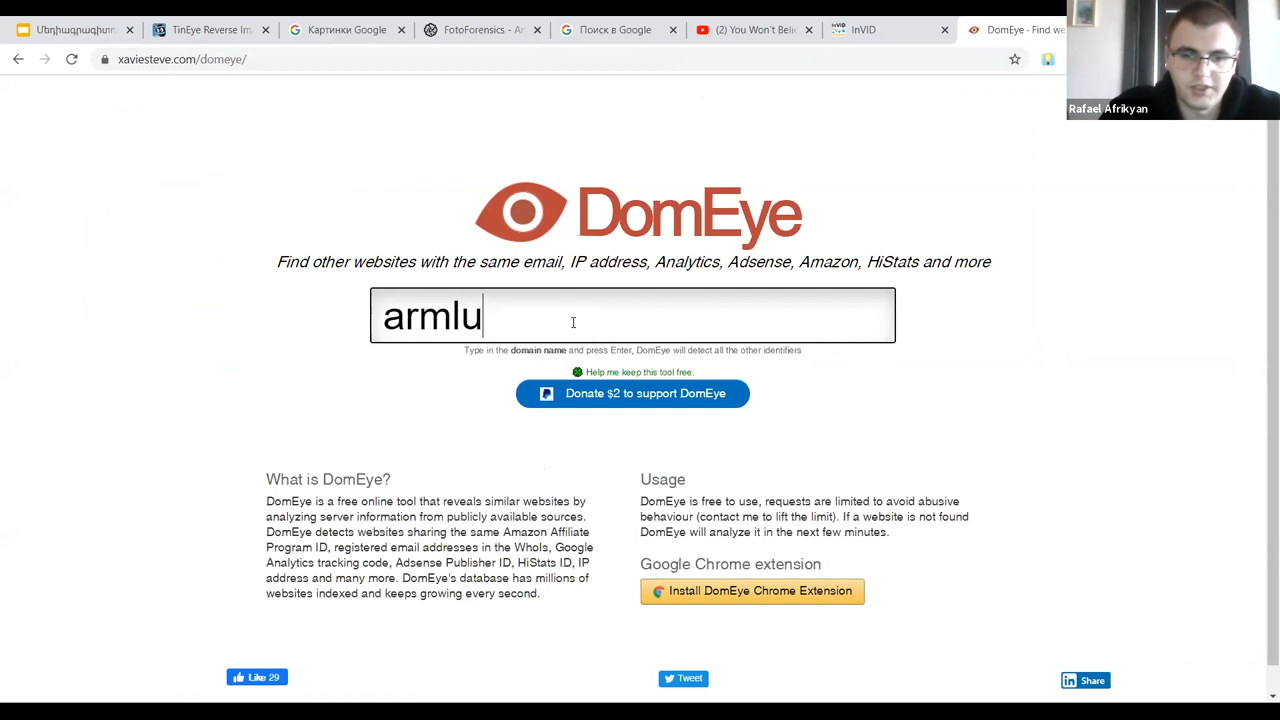 Մեդիագրագիտո
TinEye Reverse Im
Картинки Google
FotoForensics - An
Поиск в Google
(2) You Won't Belie
InVID
DomEye - Find we
xaviesteve.com/domeye/
Rafael Afrikyan
DomEye
Find other websites with the same email, IP address, Analytics, Adsense, Amazon, HiStats and more
armlu
Type in the domain name and press Enter, DomEye will detect all the other identifiers
Help me keep this tool free:
Donate $2 to support DomEye
What is DomEye?
DomEye is a free online tool that reveals similar websites by
analyzing server information from publicly available sources.
DomEye detects websites sharing the same Amazon Affiliate
Program ID, registered email addresses in the WhoIs, Google
Analytics tracking code, Adsense Publisher ID, HiStats ID, IP
address and many more. DomEye's database has millions of
websites indexed and keeps growing every second.
Usage
DomEye is free to use, requests are limited to avoid abusive
behaviour (contact me to lift the limit). If a website is not found
DomEye will analyze it in the next few minutes.
Google Chrome extension
Install DomEye Chrome Extension
Like 29
Tweet
in Share